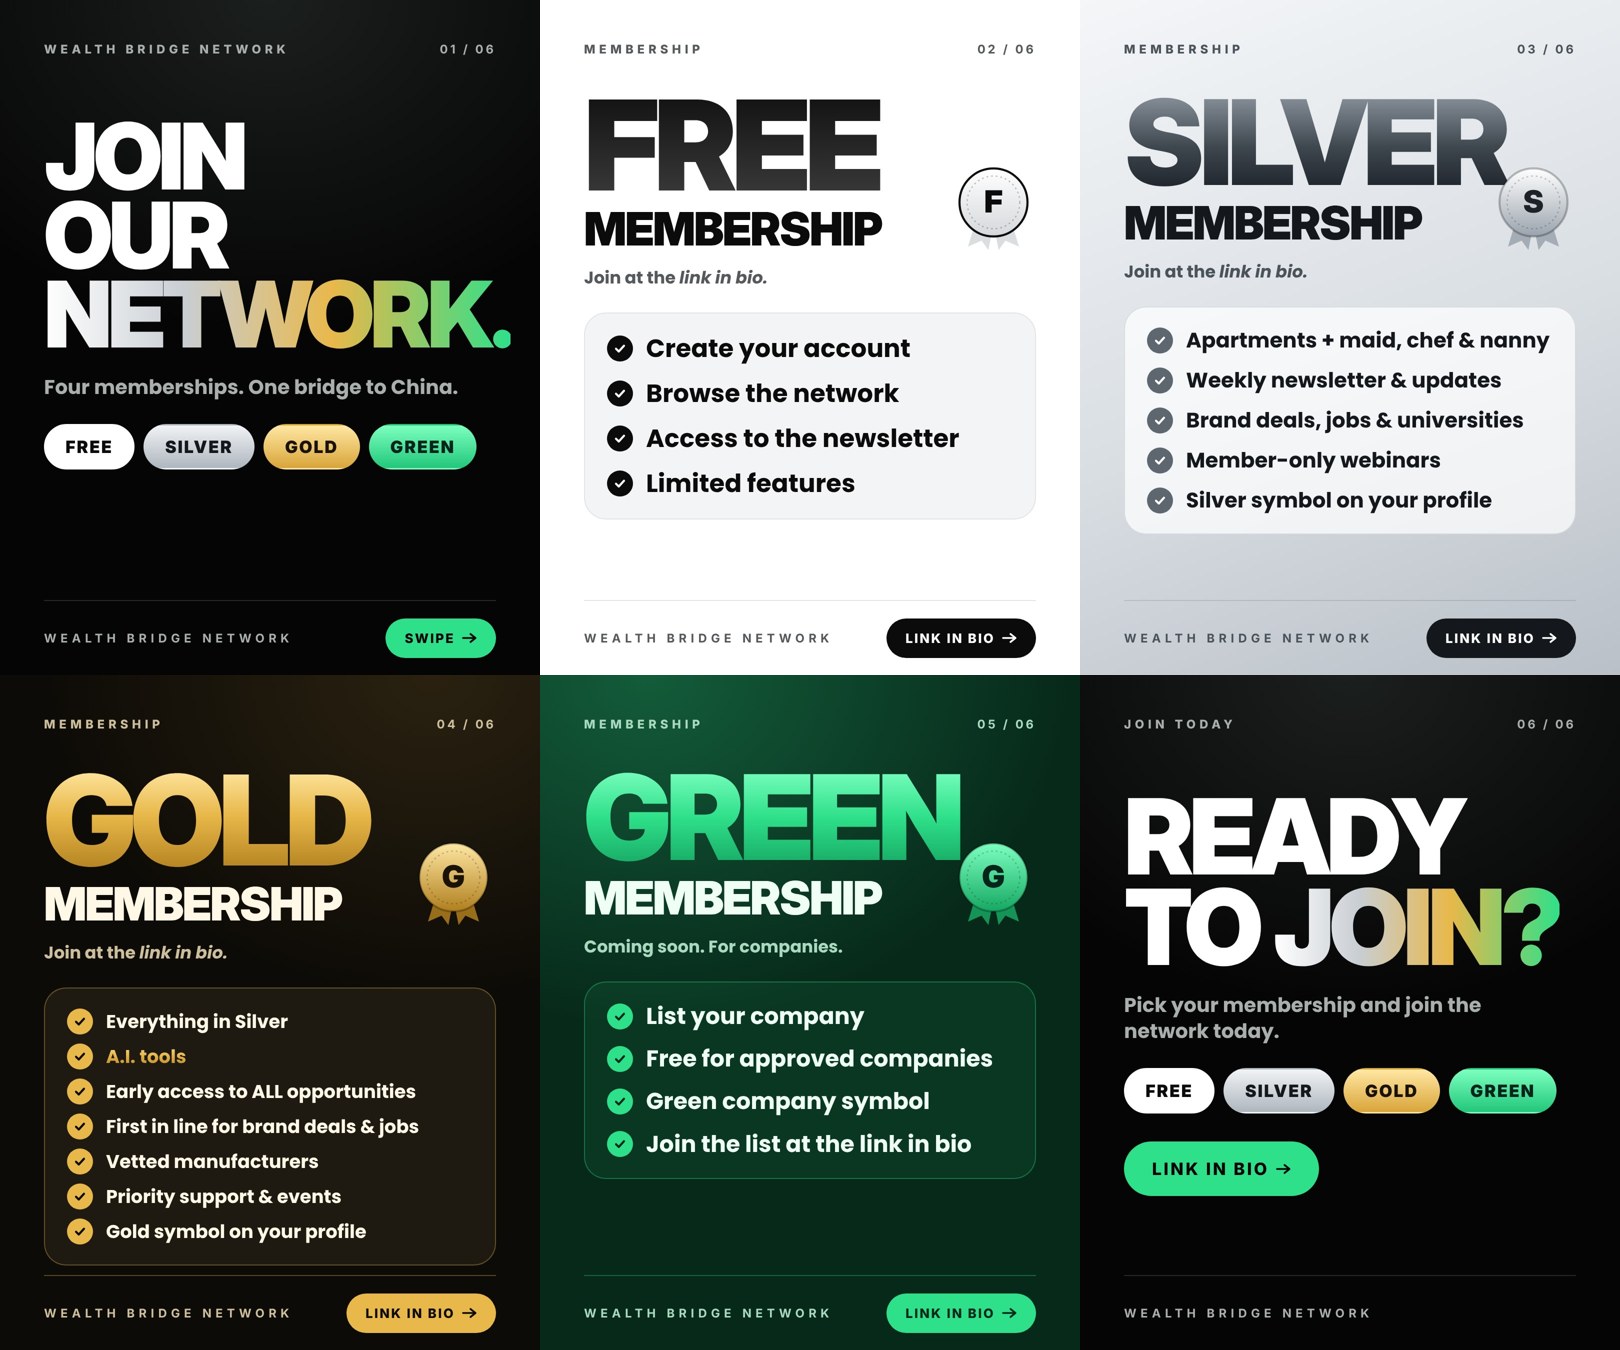 WEALTH BRIDGE NETWORK
01 / 06
JOIN
OUR
NETWORK.
Four memberships. One bridge to China.
FREE
SILVER
GOLD
GREEN
WEALTH BRIDGE NETWORK
SWIPE →
MEMBERSHIP
02 / 06
FREE
MEMBERSHIP
F
Join at the link in bio.
Create your account
Browse the network
Access to the newsletter
Limited features
WEALTH BRIDGE NETWORK
LINK IN BIO →
MEMBERSHIP
03 / 06
SILVER
MEMBERSHIP
S
Join at the link in bio.
Apartments + maid, chef & nanny
Weekly newsletter & updates
Brand deals, jobs & universities
Member-only webinars
Silver symbol on your profile
WEALTH BRIDGE NETWORK
LINK IN BIO →
MEMBERSHIP
04 / 06
GOLD
MEMBERSHIP
G
Join at the link in bio.
Everything in Silver
A.I. tools
Early access to ALL opportunities
First in line for brand deals & jobs
Vetted manufacturers
Priority support & events
Gold symbol on your profile
WEALTH BRIDGE NETWORK
LINK IN BIO →
MEMBERSHIP
05 / 06
GREEN
MEMBERSHIP
G
Coming soon. For companies.
List your company
Free for approved companies
Green company symbol
Join the list at the link in bio
WEALTH BRIDGE NETWORK
LINK IN BIO →
JOIN TODAY
06 / 06
READY
TO JOIN?
Pick your membership and join the
network today.
FREE
SILVER
GOLD
GREEN
LINK IN BIO →
WEALTH BRIDGE NETWORK